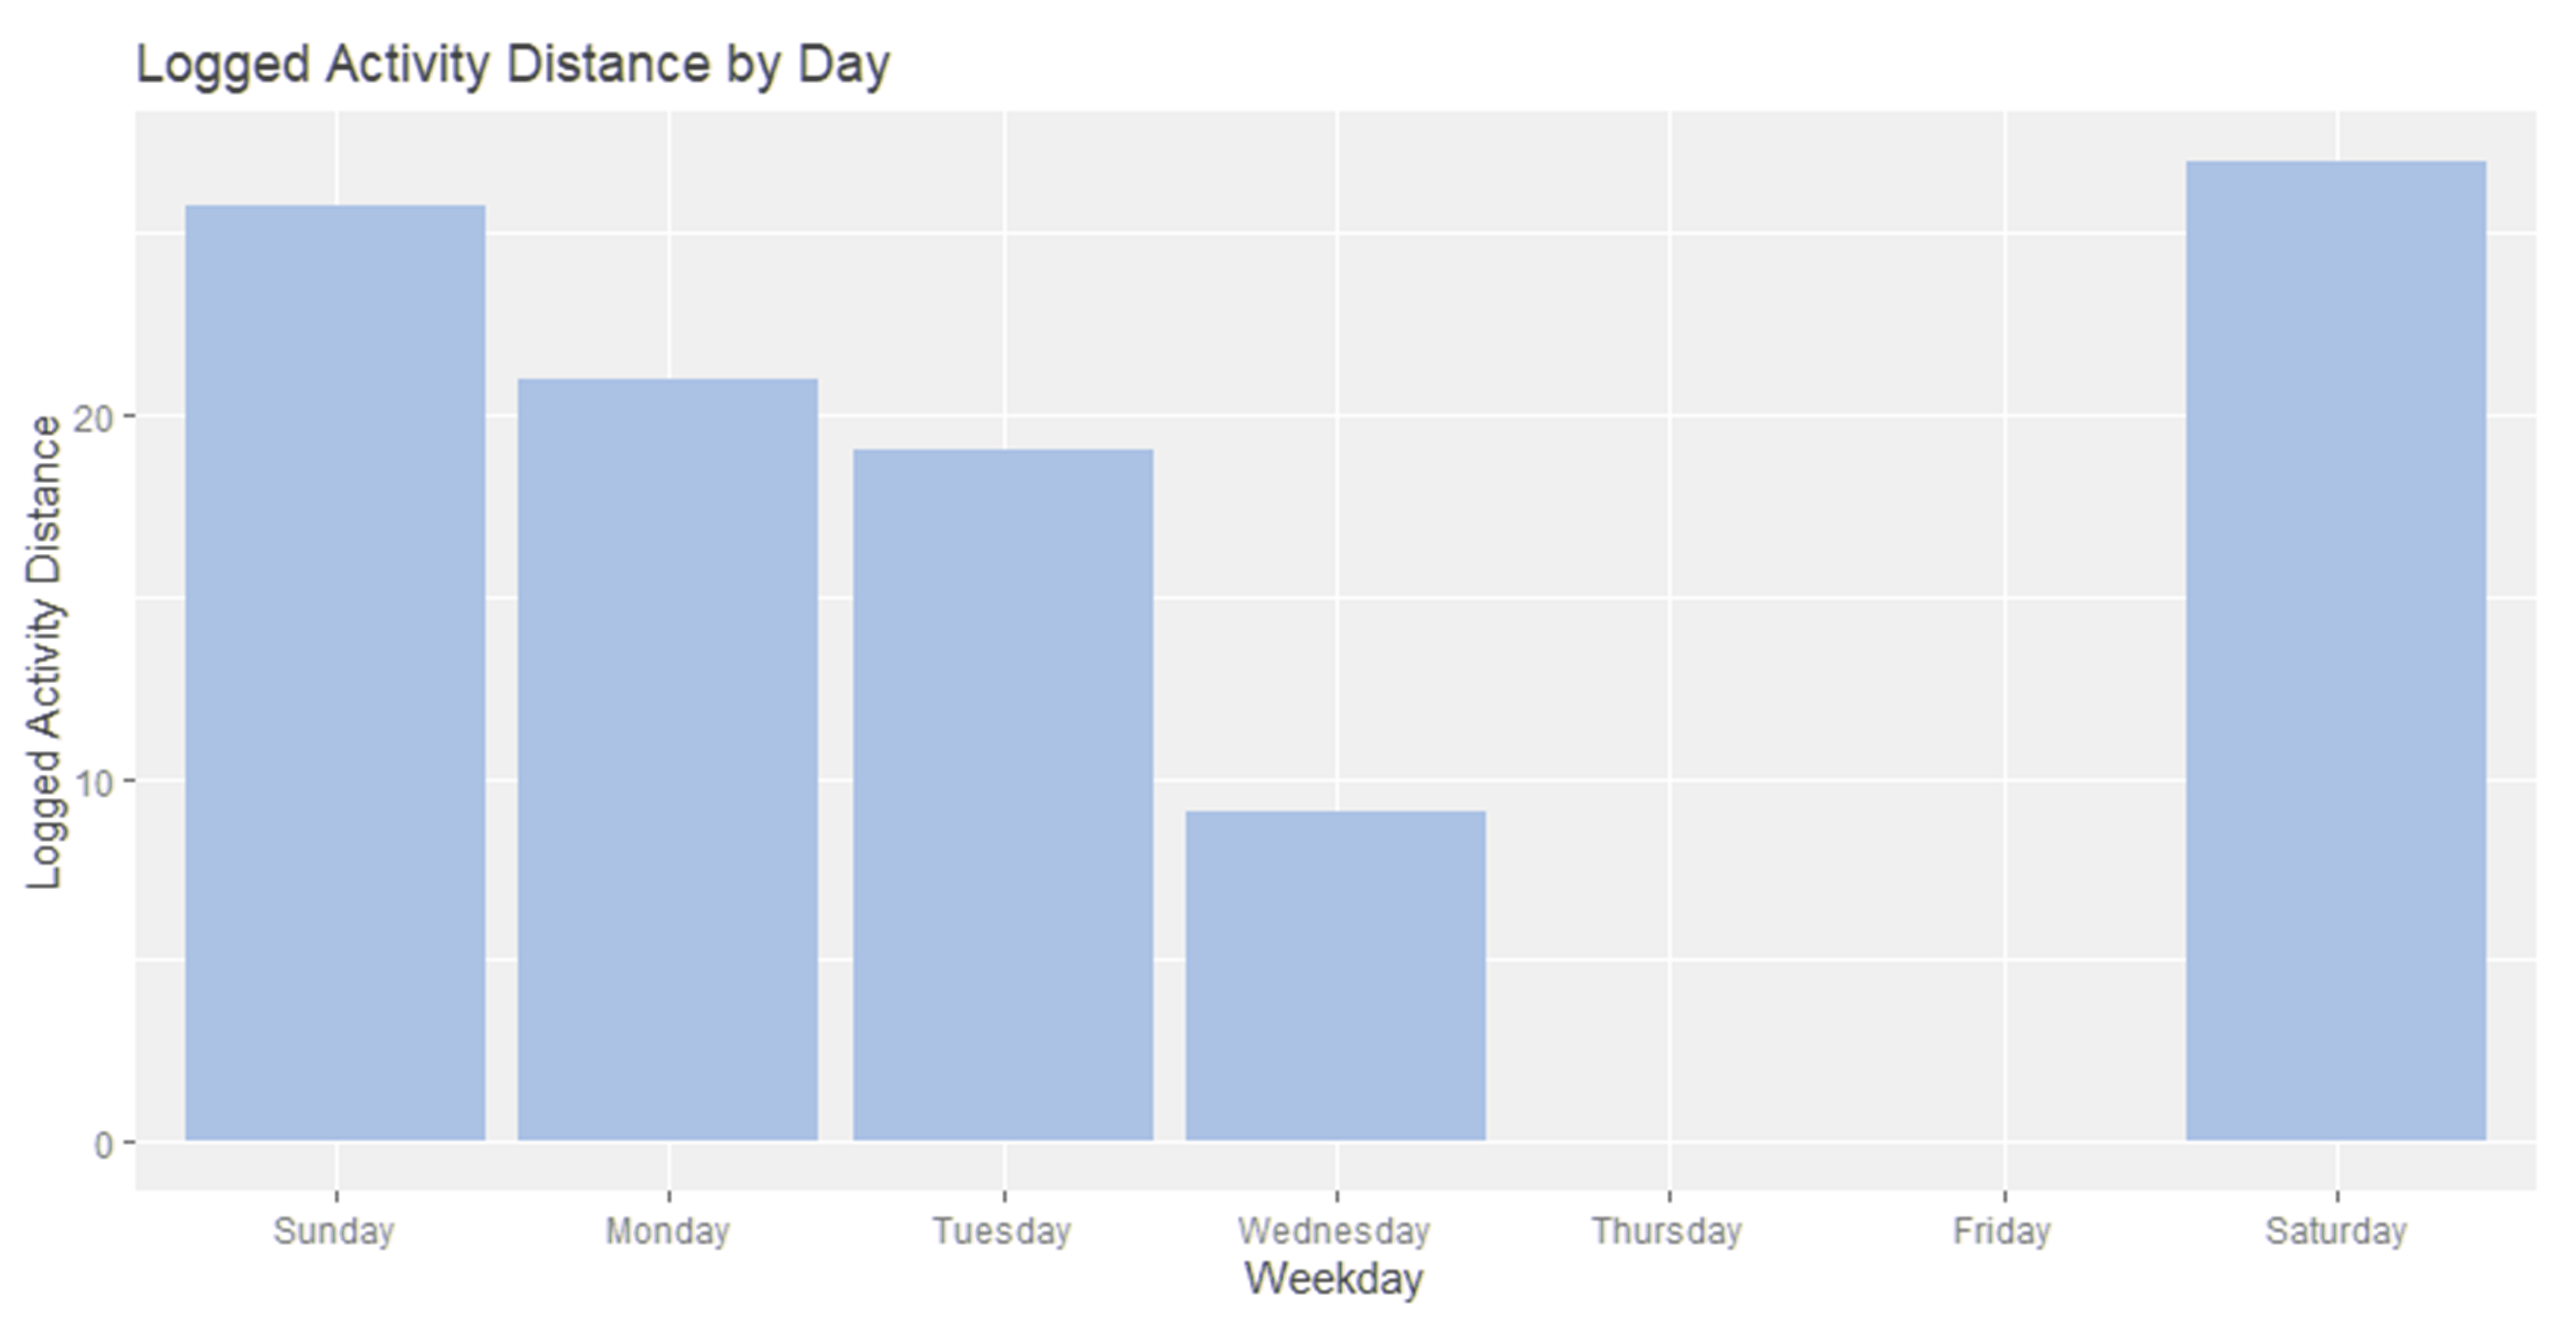 Logged Activity Distance by Day
Logged Activity Distance
20
10
0
Sunday Monday Tuesday Wednesday Thursday Friday Saturday
Weekday